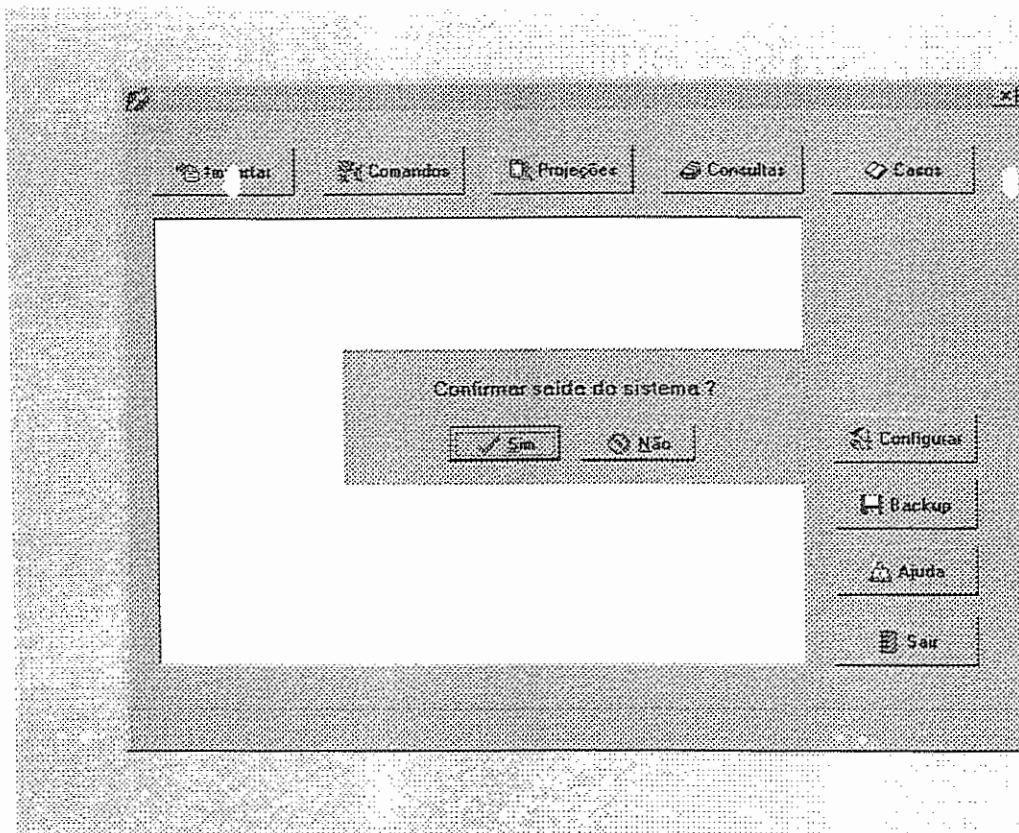 Comandos
Projeções
Consultas
Casos
Confirmar saída do sistema ?
Sim
Não
Configurar
Backup
Ajuda
Sair